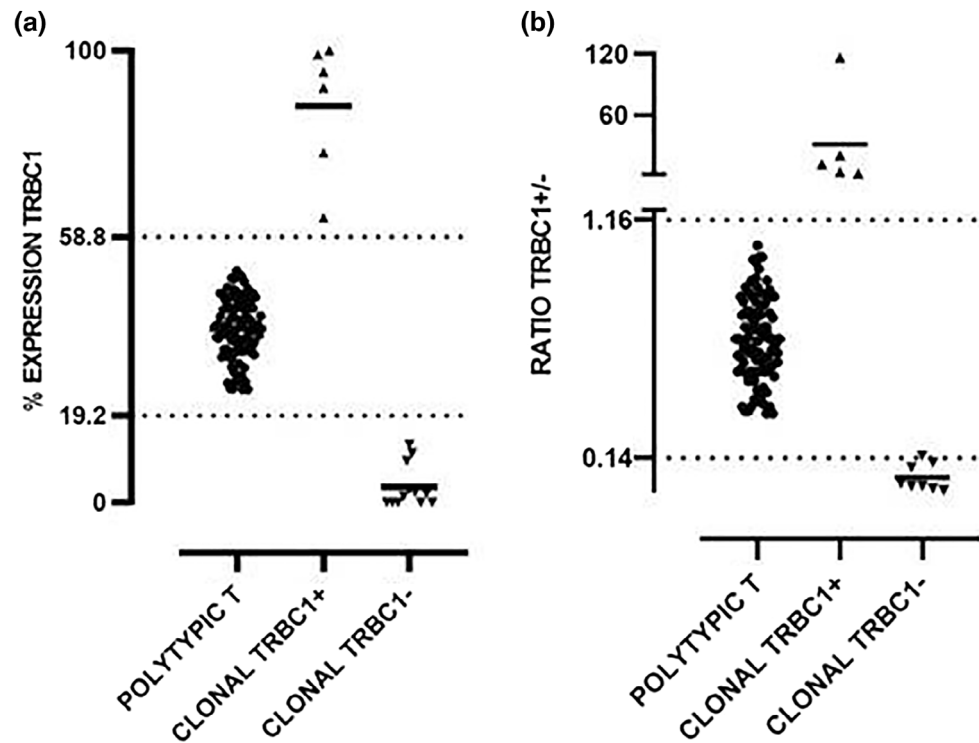 (a)
% EXPRESSION TRBC1
100
58.8
19.2
0
POLYTYPIC T
CLONAL TRBC1+
CLONAL TRBC1-
(b)
RATIO TRBC1+/-
120
60
1.16
0.14
POLYTYPIC T
CLONAL TRBC1+
CLONAL TRBC1-